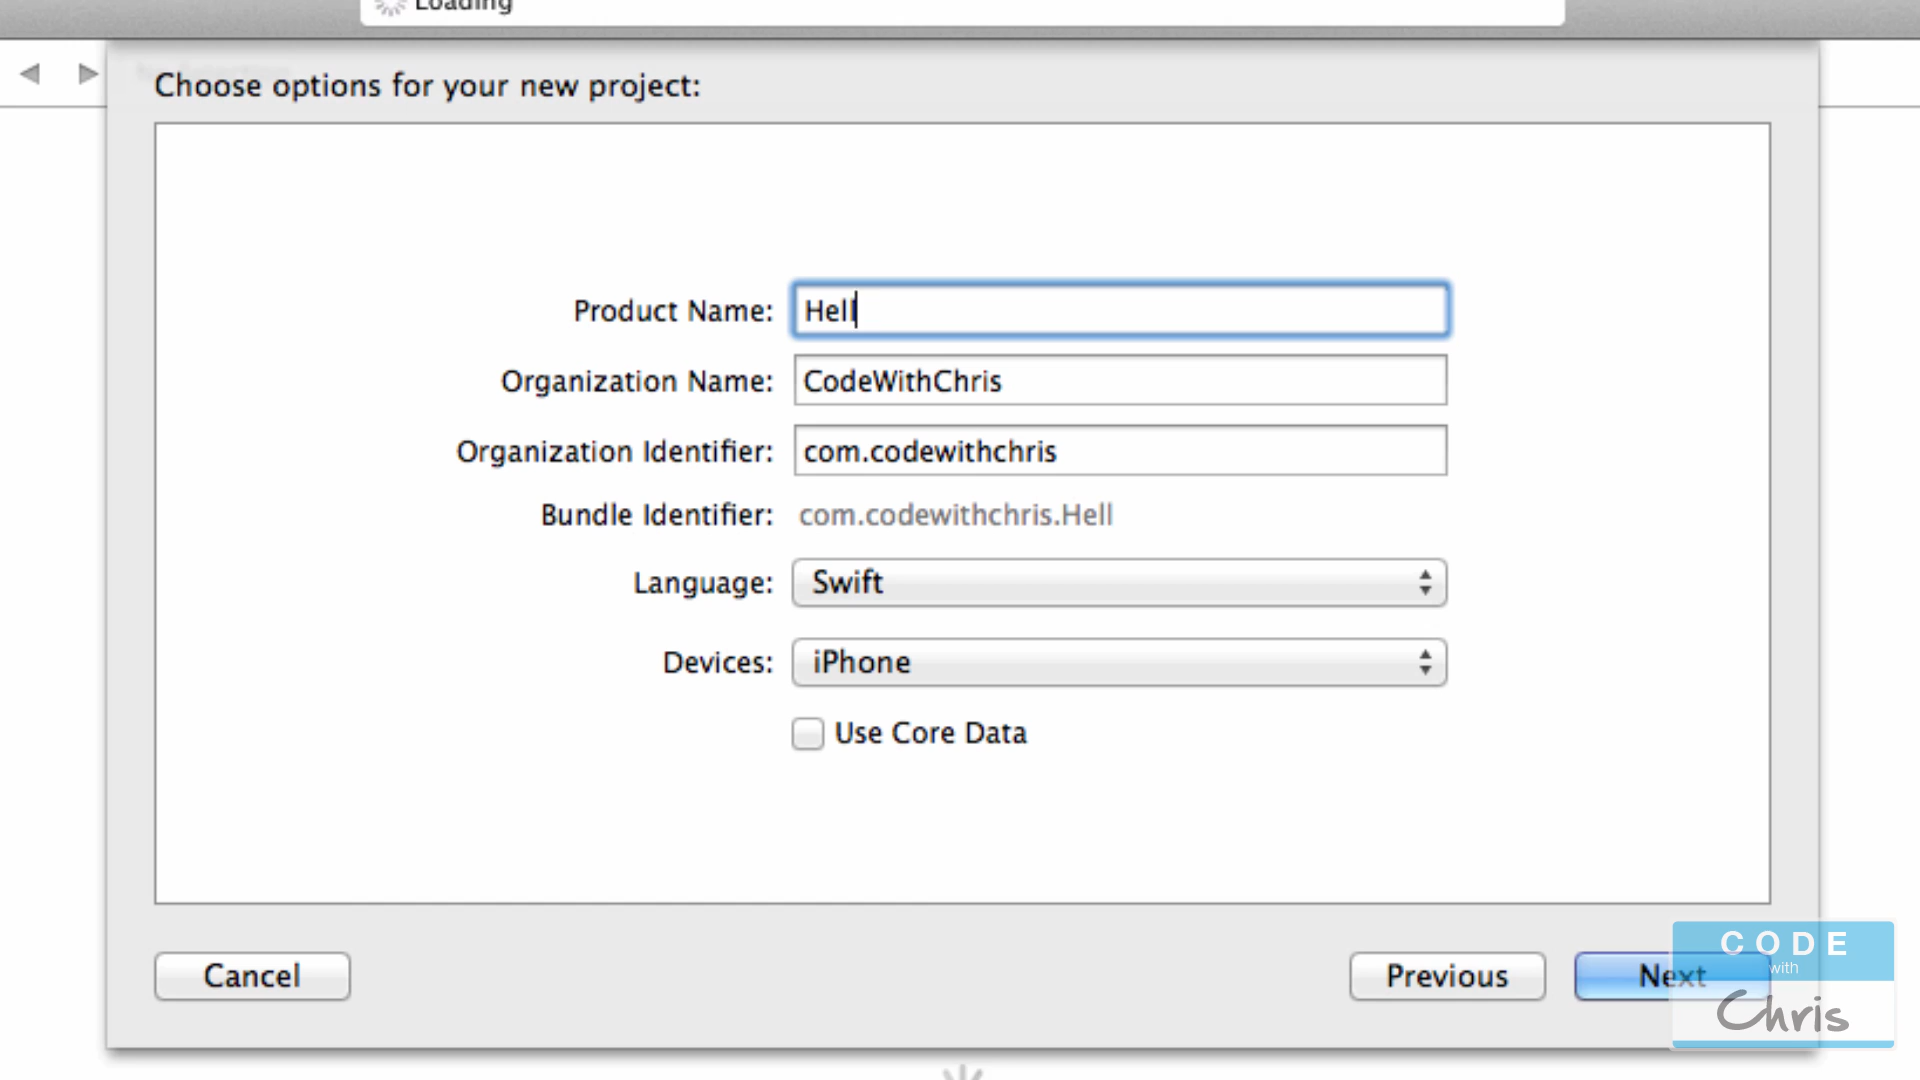 Loading
Choose options for your new project:
Product Name: Hell
Organization Name: CodeWithChris
Organization Identifier: com.codewithchris
Bundle Identifier: com.codewithchris.Hell
Language: Swift
Devices: iPhone
Use Core Data
Cancel Previous Next
CODE
with
Chris